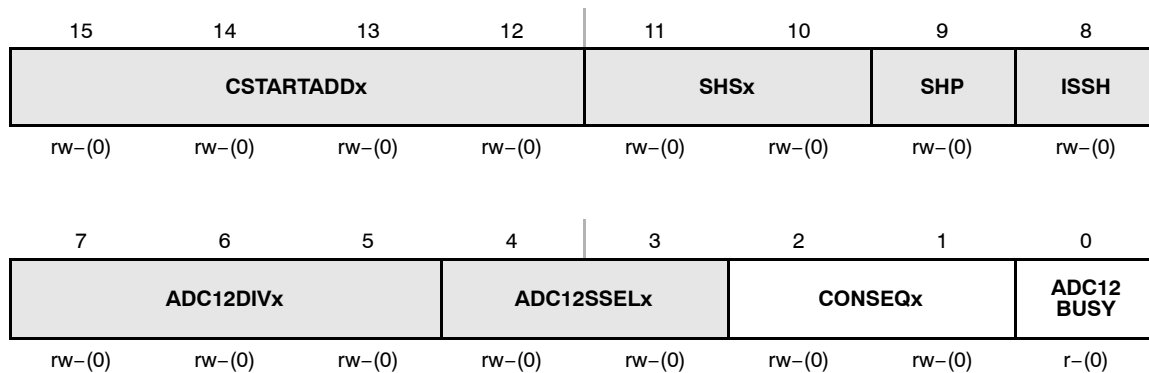 15 14 13 12 11 10 9 8
CSTARTADDx SHSx SHP ISSH
rw−(0) rw−(0) rw−(0) rw−(0) rw−(0) rw−(0) rw−(0) rw−(0)
7 6 5 4 3 2 1 0
ADC12DIVx ADC12SSELx CONSEQx ADC12
BUSY
rw−(0) rw−(0) rw−(0) rw−(0) rw−(0) rw−(0) rw−(0) r−(0)